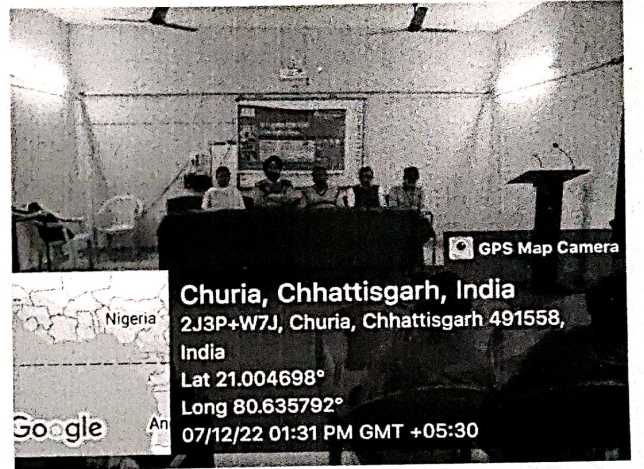 GPS Map Camera
Churia, Chhattisgarh, India
2J3P+W7J, Churia, Chhattisgarh 491558,
India
Lat 21.004698°
Long 80.635792°
07/12/22 01:31 PM GMT +05:30
Nigeria
Google
An